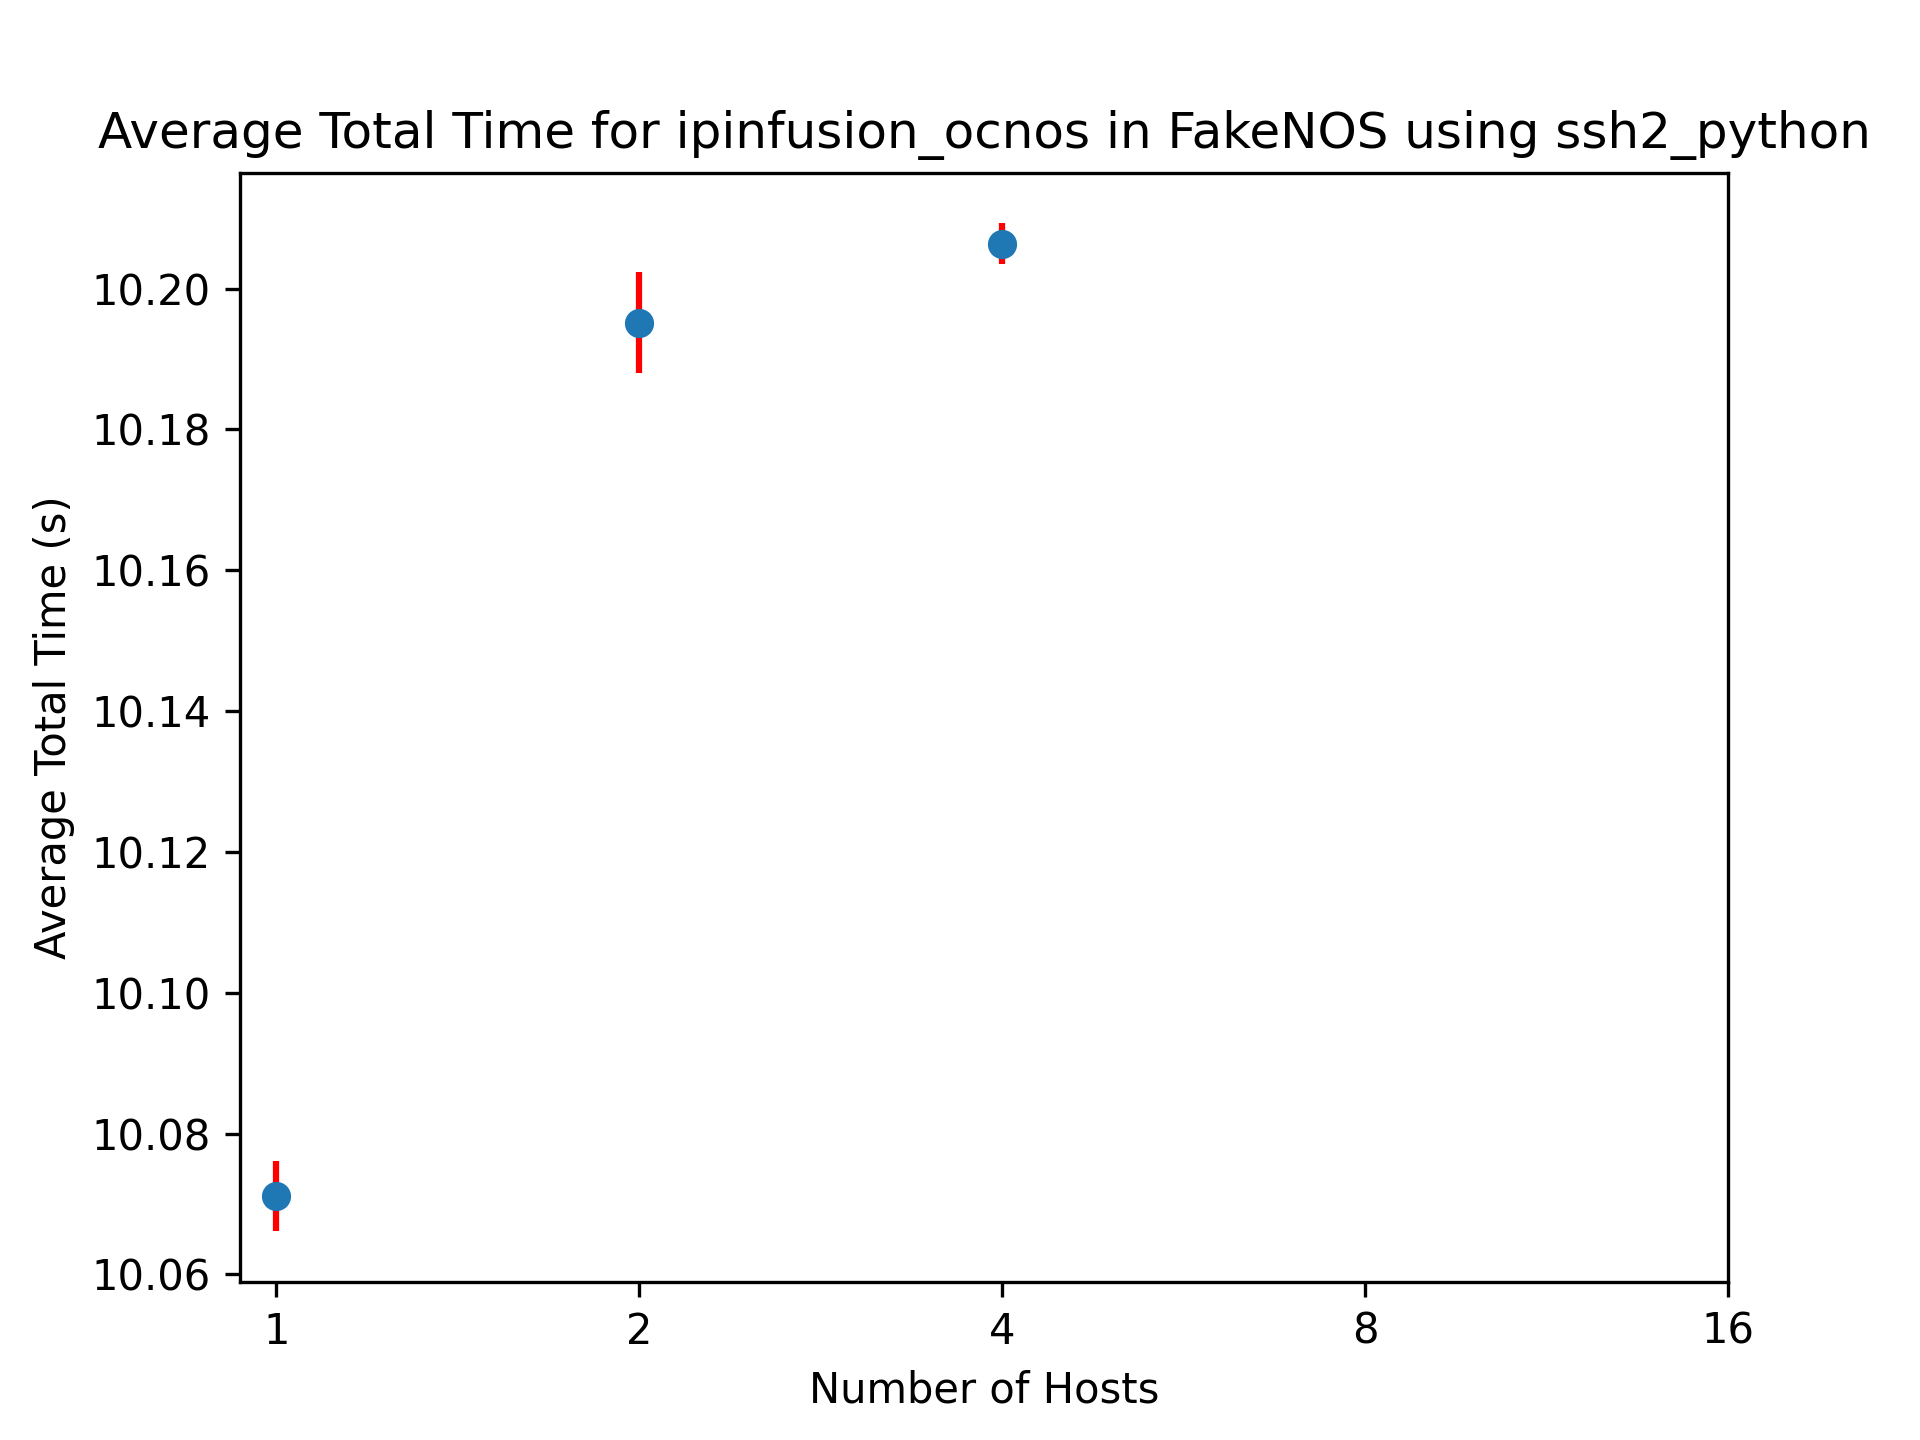 Average Total Time for ipinfusion_ocnos in FakeNOS using ssh2_python
Average Total Time (s)
10.20
10.18
10.16
10.14
10.12
10.10
10.08
10.06
1 2 4 8 16
Number of Hosts